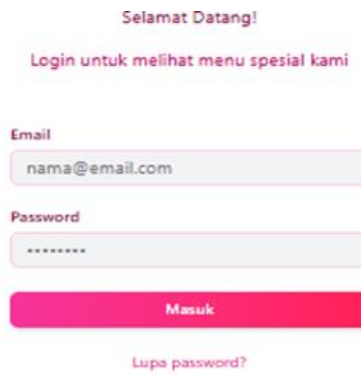 Selamat Datang!
Login untuk melihat menu spesial kami
Email
nama@email.com
Password
••••••••
Masuk
Lupa password?